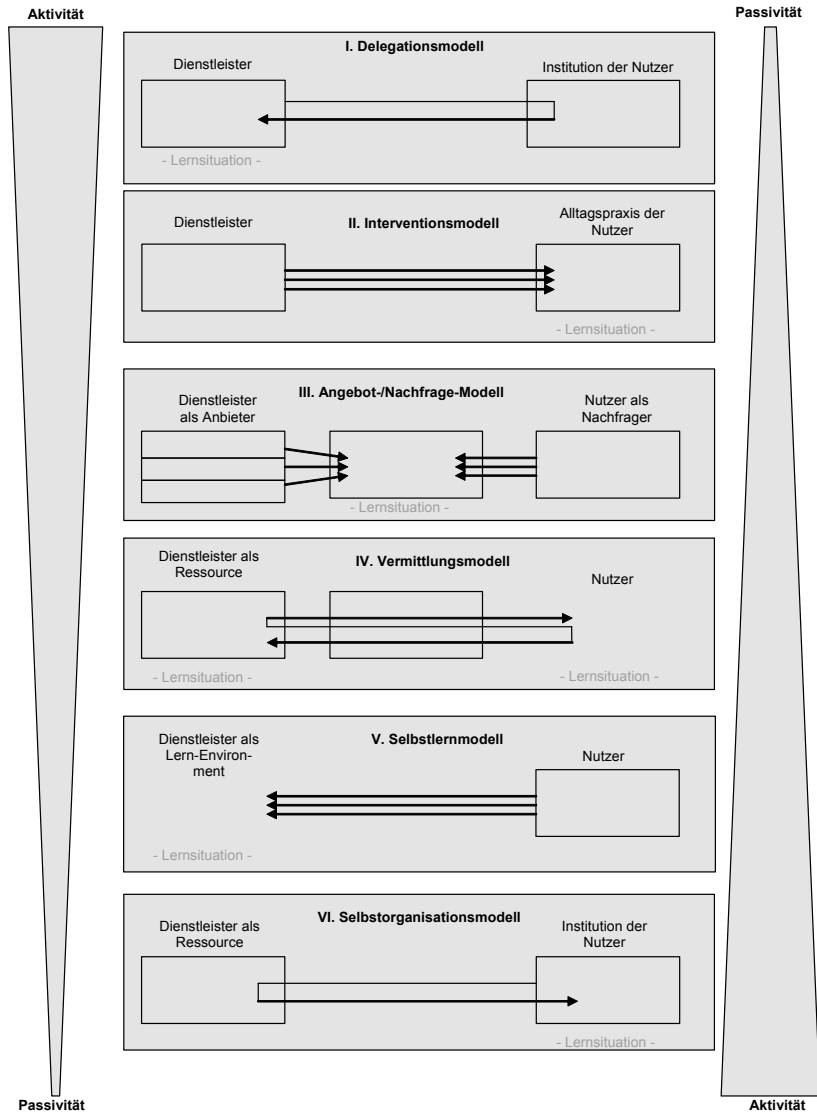 Aktivität
Passivität
I. Delegationsmodell
Dienstleister
Institution der Nutzer
- Lernsituation -
Dienstleister
II. Interventionsmodell
Alltagspraxis der
Nutzer
- Lernsituation -
III. Angebot-/Nachfrage-Modell
Dienstleister
als Anbieter
Nutzer als
Nachfrager
- Lernsituation -
Dienstleister als
Ressource
IV. Vermittlungsmodell
Nutzer
- Lernsituation -
- Lernsituation -
Dienstleister als
Lern-Environ-
ment
V. Selbstlernmodell
Nutzer
- Lernsituation -
Dienstleister als
Ressource
VI. Selbstorganisationsmodell
Institution der
Nutzer
- Lernsituation -
Passivität
Aktivität